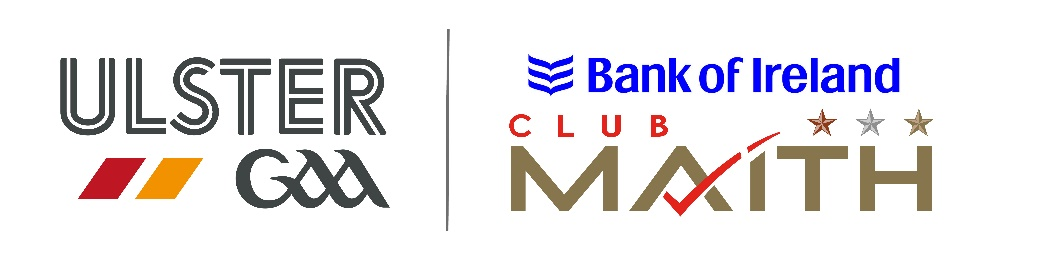 ULSTER
GAA
Bank of Ireland
CLUB
MAITH